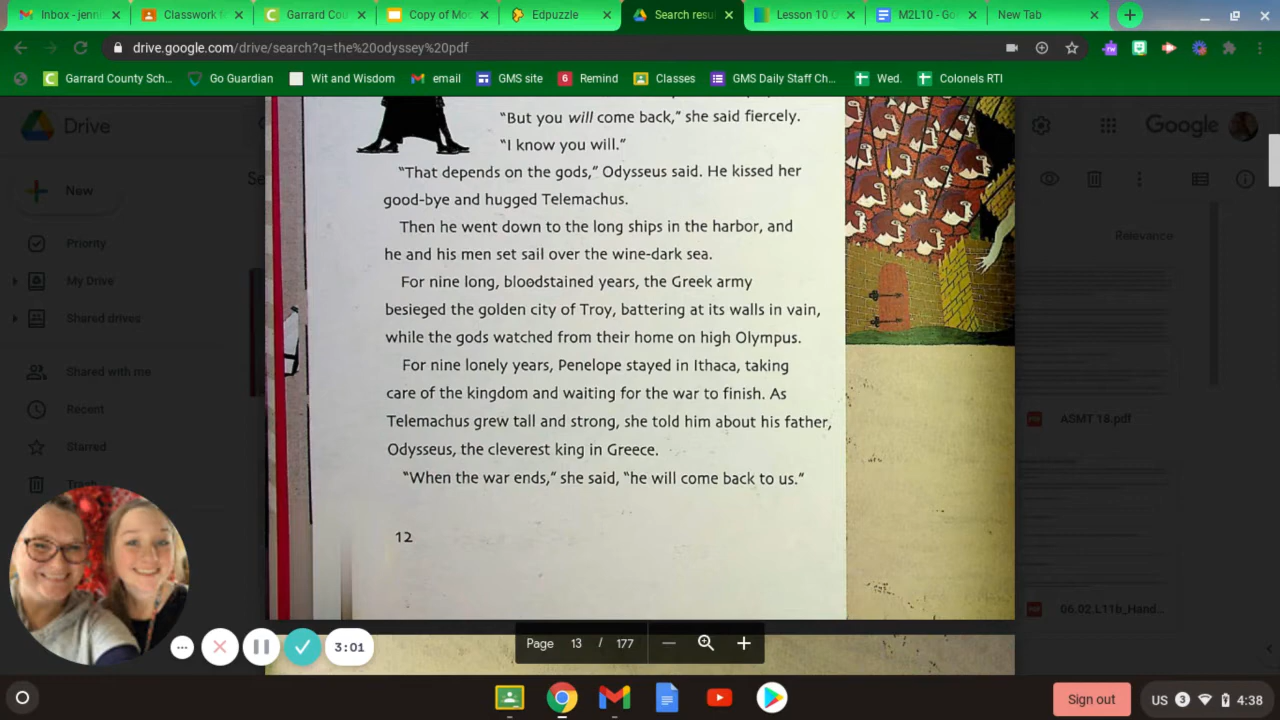 Inbox - jenni
Classwork f
Garrard Cou
Copy of Mod
Edpuzzle
Search resul
Lesson 10 C
M2L10 - Go
New Tab
drive.google.com/drive/search?q=the%20odyssey%20pdf
Garrard County Sch...
Go Guardian
Wit and Wisdom
email
GMS site
6
Remind
Classes
GMS Daily Staff Ch...
Wed.
Colonels RTI
Drive
Google
New
Se
Priority
My Drive
Shared drives
Shared with me
Recent
Starred
Trash
Relevance
ASMT 18.pdf
06.02.L11b_Hand...
"But you will come back," she said fiercely.
"I know you will."
"That depends on the gods," Odysseus said. He kissed her
good-bye and hugged Telemachus.
Then he went down to the long ships in the harbor, and
he and his men set sail over the wine-dark sea.
For nine long, bloodstained years, the Greek army
besieged the golden city of Troy, battering at its walls in vain,
while the gods watched from their home on high Olympus.
For nine lonely years, Penelope stayed in Ithaca, taking
care of the kingdom and waiting for the war to finish. As
Telemachus grew tall and strong, she told him about his father,
Odysseus, the cleverest king in Greece.
"When the war ends," she said, "he will come back to us."
12
3:01
Page 13 / 177
Sign out
US 3 4:38